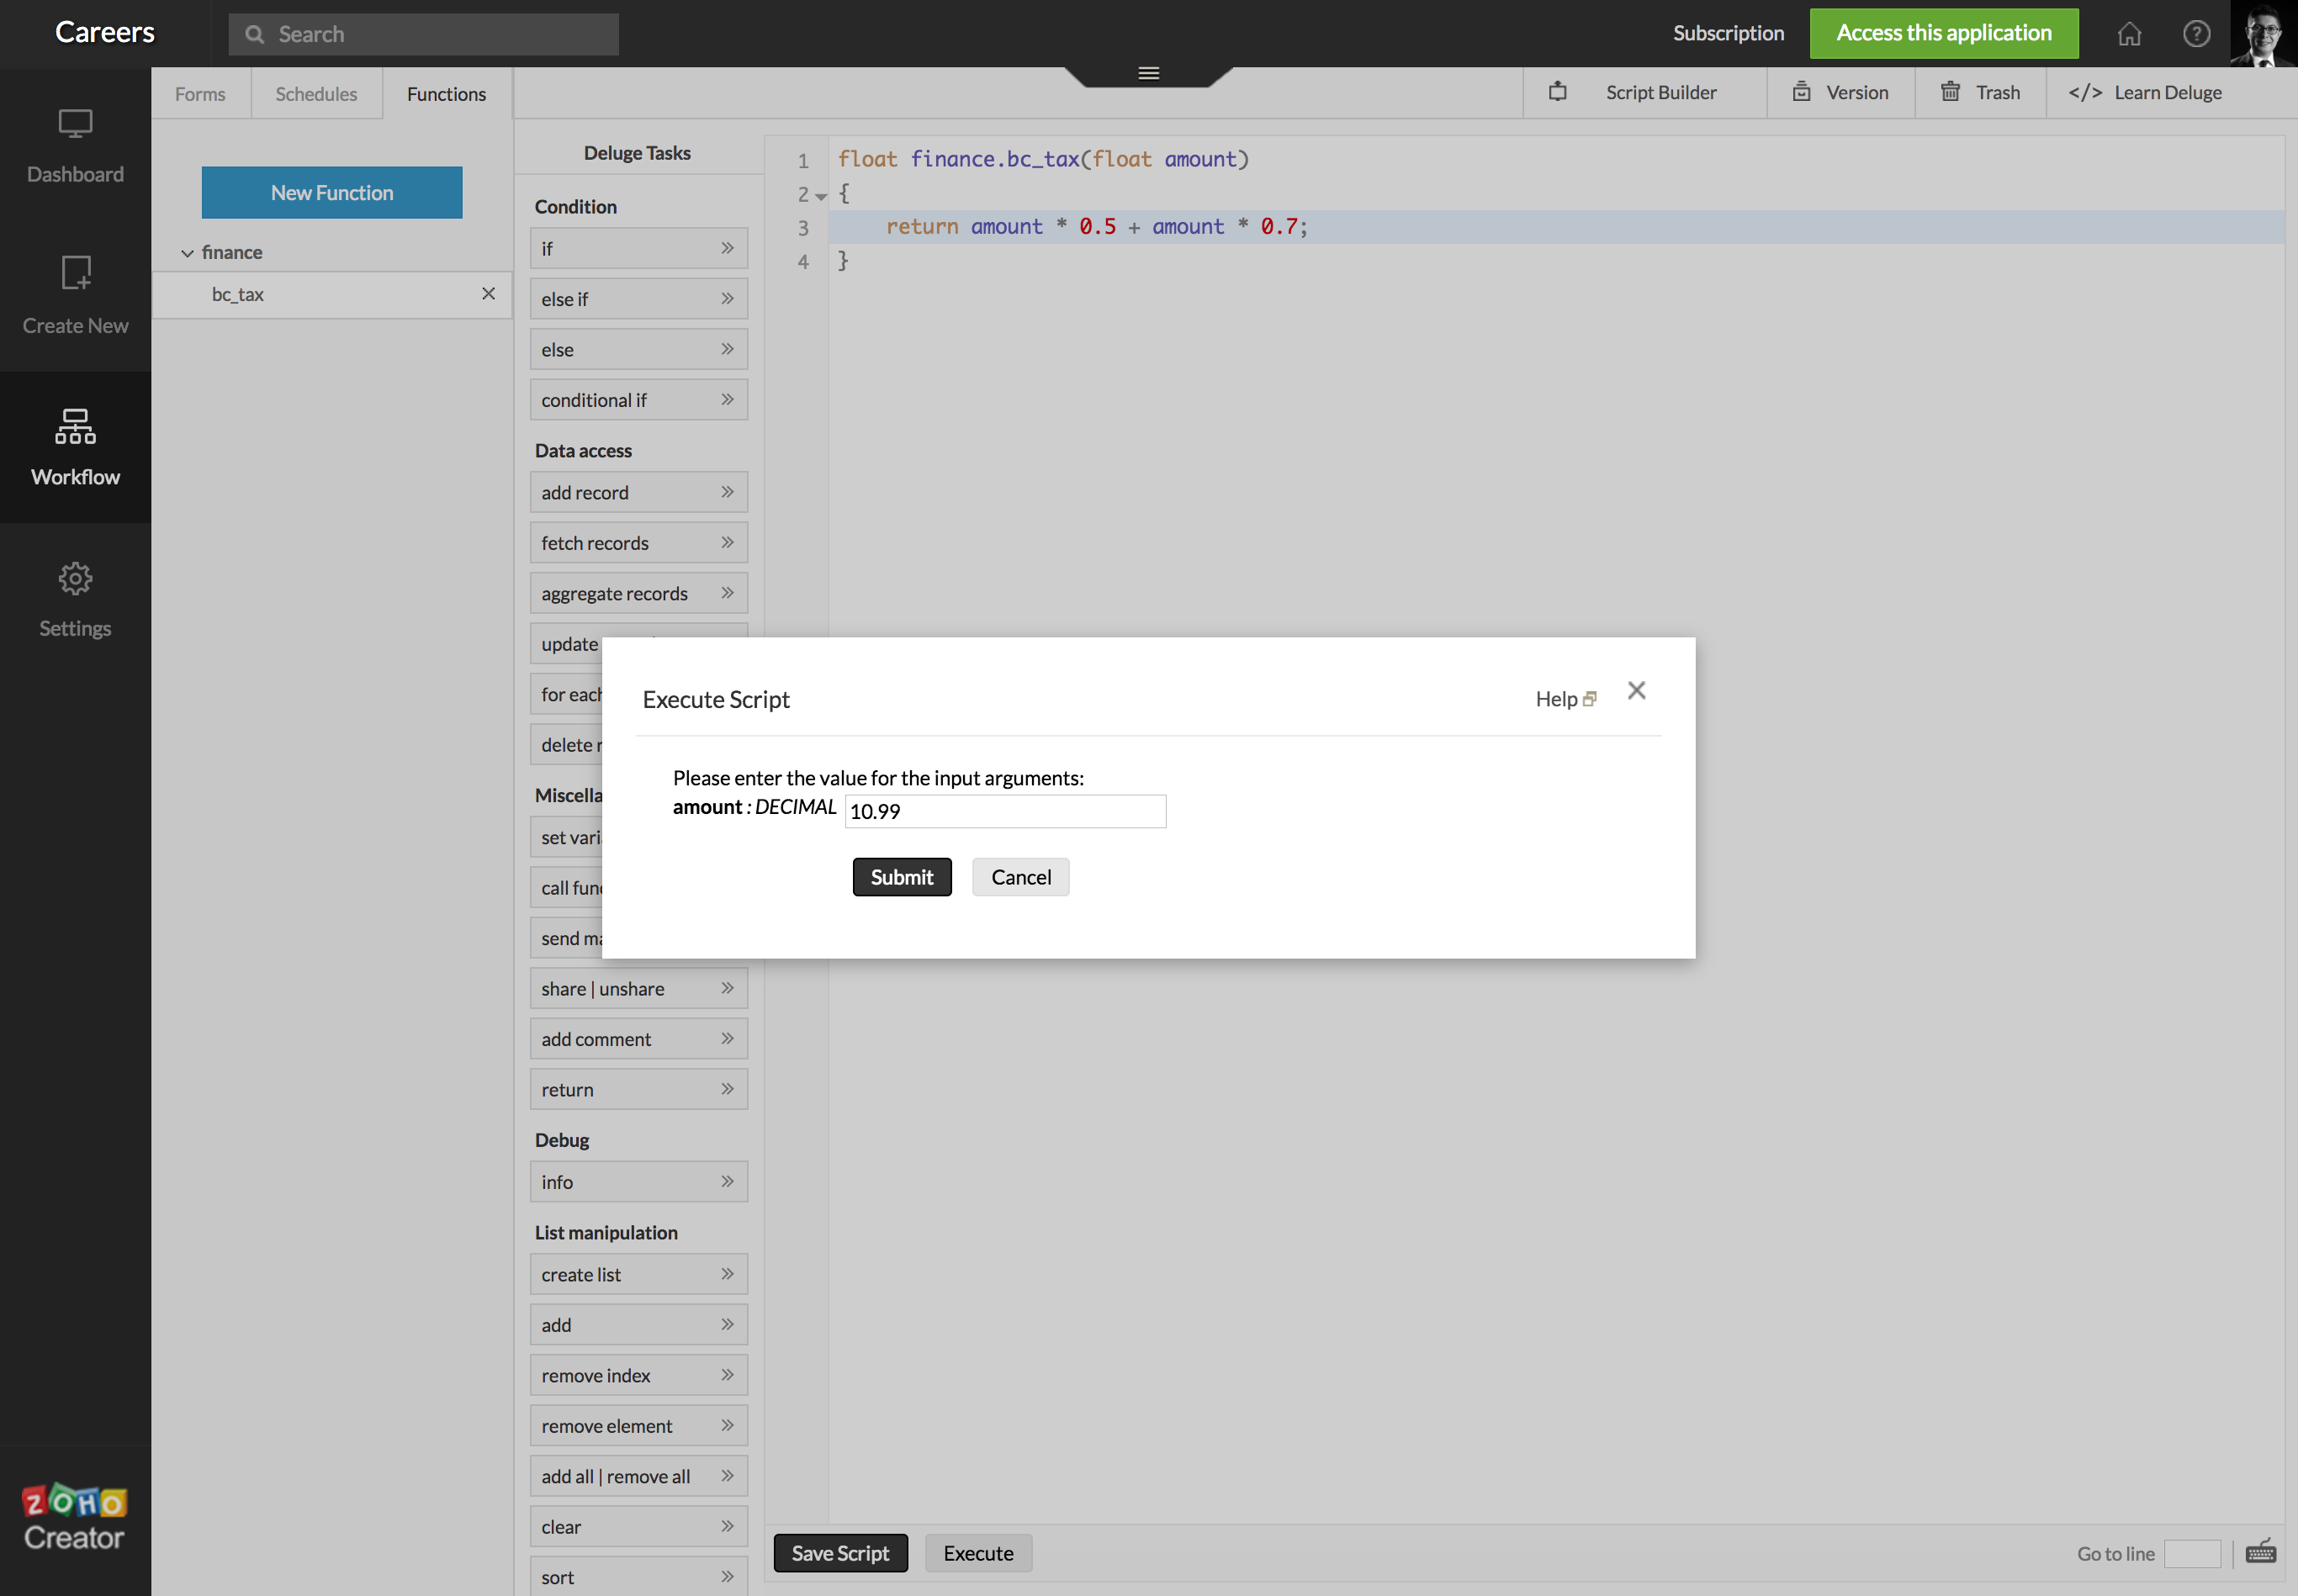 Careers
Search
Subscription
Access this application
Dashboard
Create New
Workflow
Settings
ZOHO
Creator
Forms
Schedules
Functions
Script Builder
Version
Trash
</> Learn Deluge
New Function
finance
bc_tax
Deluge Tasks
Condition
if
else if
else
conditional if
Data access
add record
fetch records
aggregate records
update
for each
delete r
Miscella
set vari
call func
send ma
share | unshare
add comment
return
Debug
info
List manipulation
create list
add
remove index
remove element
add all | remove all
clear
sort
1 float finance.bc_tax(float amount)
2 {
3 return amount * 0.5 + amount * 0.7;
4 }
Execute Script
Help
Please enter the value for the input arguments:
amount : DECIMAL 10.99
Submit
Cancel
Save Script
Execute
Go to line